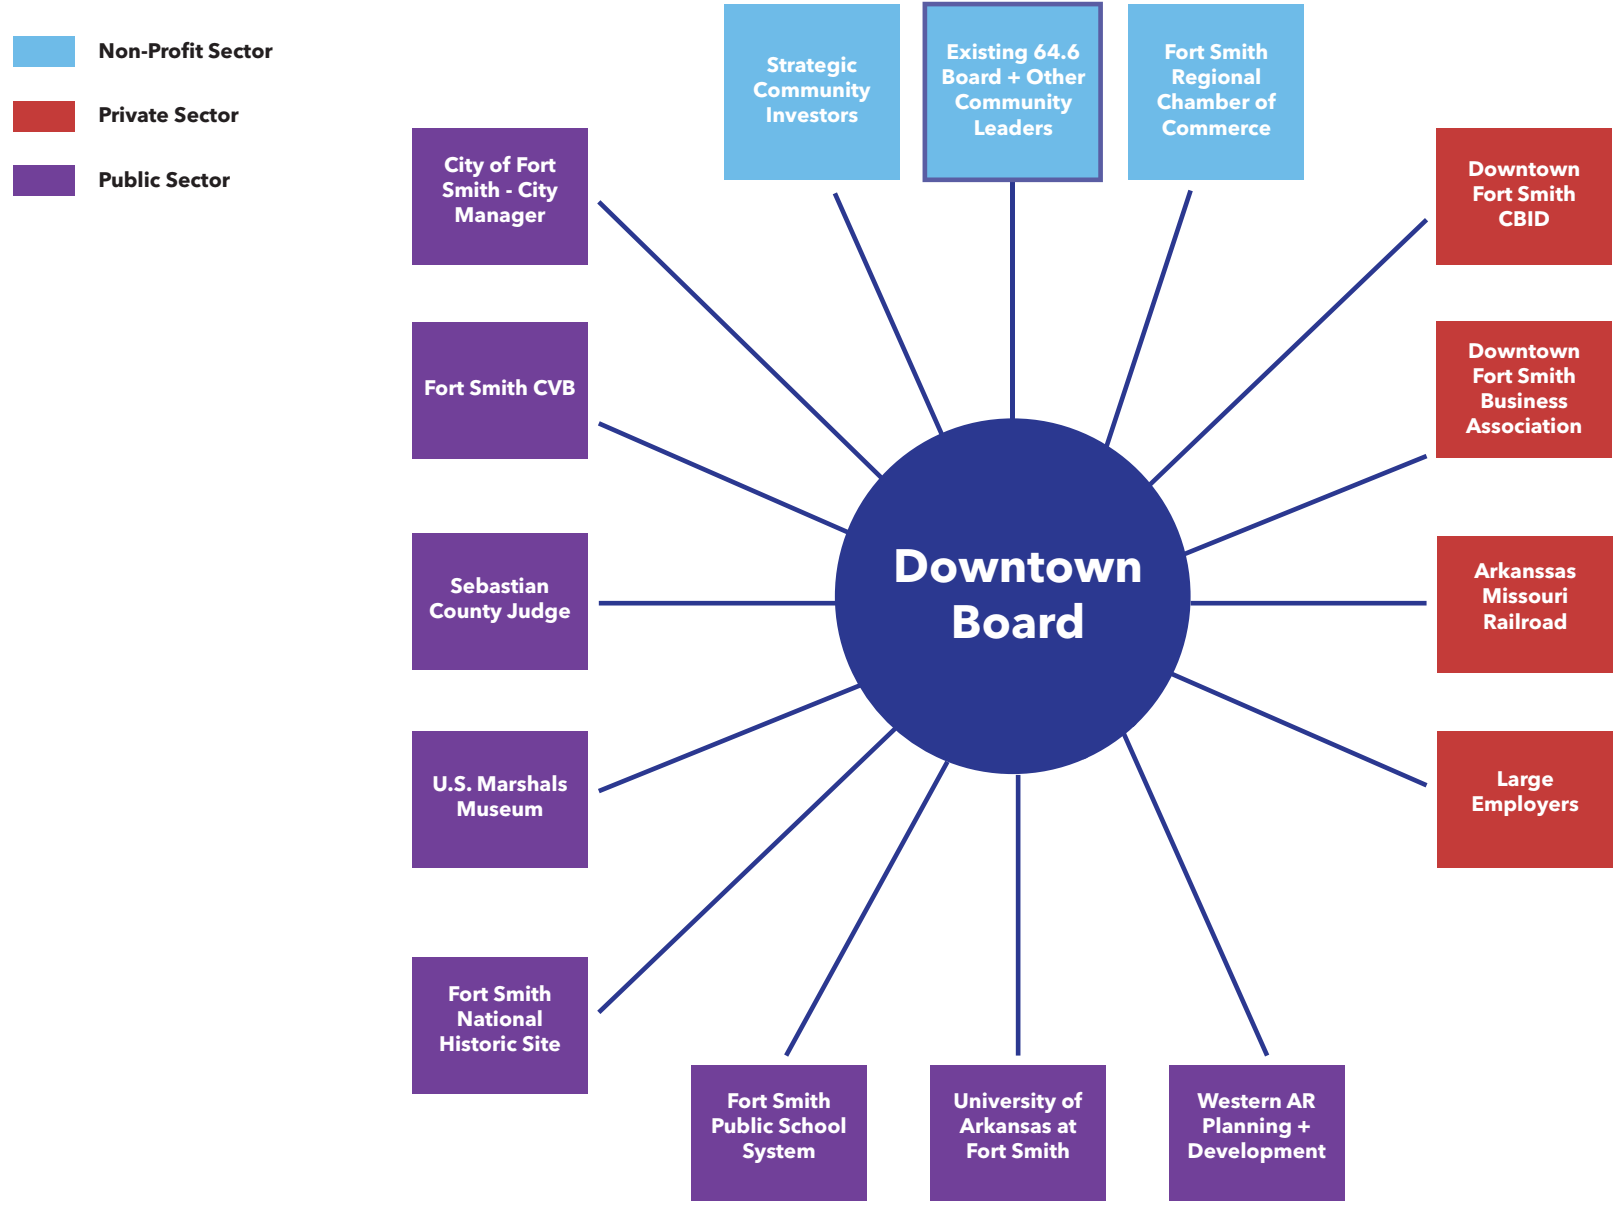 Non-Profit Sector
Private Sector
Public Sector
Strategic
Community
Investors
Existing 64.6
Board + Other
Community
Leaders
Fort Smith
Regional
Chamber of
Commerce
City of Fort
Smith - City
Manager
Fort Smith CVB
Sebastian
County Judge
U.S. Marshals
Museum
Fort Smith
National
Historic Site
Downtown
Board
Downtown
Fort Smith
CBID
Downtown
Fort Smith
Business
Association
Arkanssas
Missouri
Railroad
Large
Employers
Fort Smith
Public School
System
University of
Arkansas at
Fort Smith
Western AR
Planning +
Development